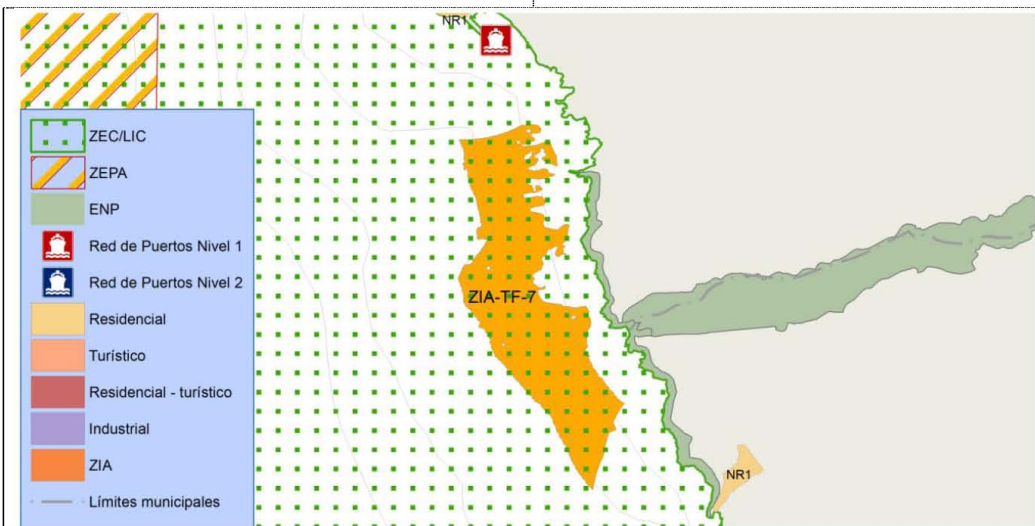 NR1
ZEC/LIC
ZEPA
ENP
Red de Puertos Nivel 1
Red de Puertos Nivel 2
Residencial
Turístico
Residencial - turístico
Industrial
ZIA
Límites municipales
ZIA-TF-7
NR1